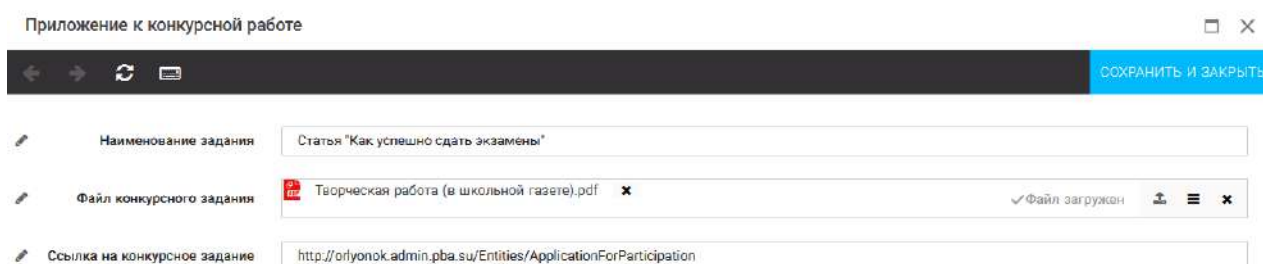 Приложение к конкурсной работе
СОХРАНИТЬ И ЗАКРЫТЬ
Наименование задания Статья "Как успешно сдать экзамены"
Файл конкурсного задания Творческая работа (в школьной газете).pdf Файл загружен
Ссылка на конкурсное задание http://orlyonok.admin.pba.su/Entities/ApplicationForParticipation